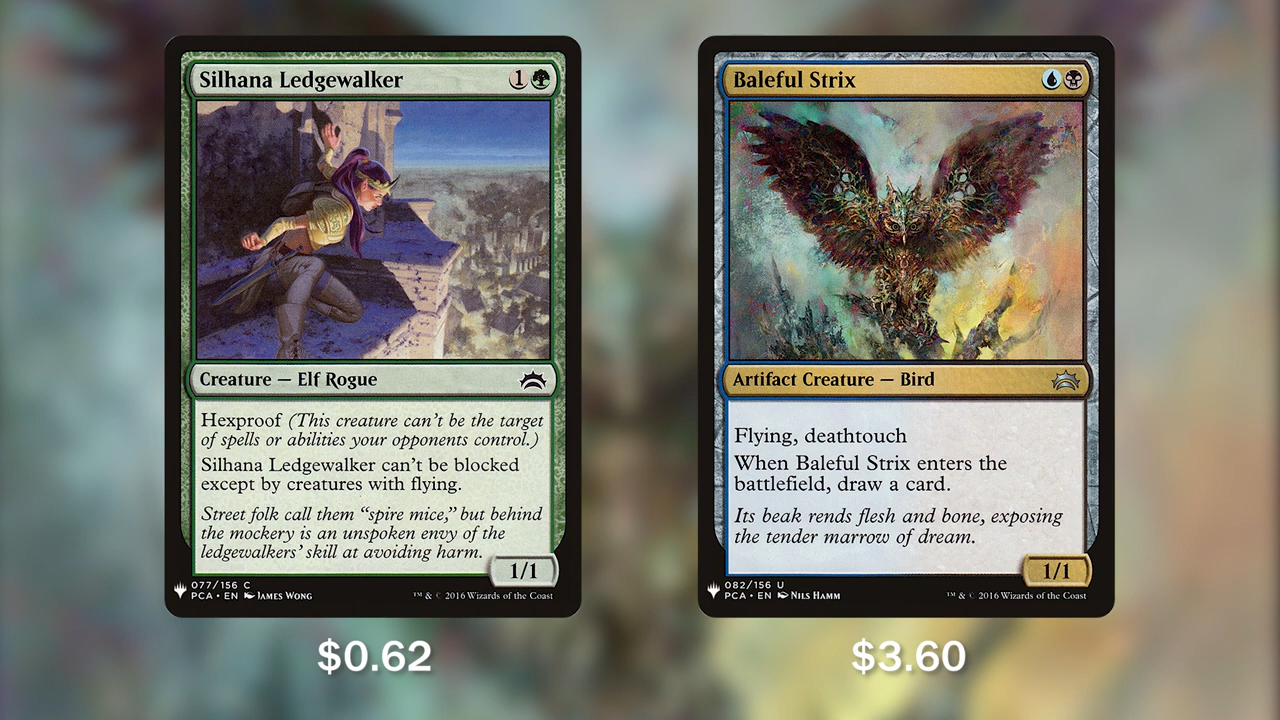 Silhana Ledgewalker 1
Creature — Elf Rogue
Hexproof (This creature can't be the target
of spells or abilities your opponents control.)
Silhana Ledgewalker can't be blocked
except by creatures with flying.
Street folk call them “spire mice,” but behind
the mockery is an unspoken envy of the
ledgewalkers' skill at avoiding harm.
1/1
077/156 C
PCA • EN James Wong ™ & © 2016 Wizards of the Coast
$0.62
Baleful Strix
Artifact Creature — Bird
Flying, deathtouch
When Baleful Strix enters the
battlefield, draw a card.
Its beak rends flesh and bone, exposing
the tender marrow of dream.
1/1
082/156 U
PCA • EN Nils Hamm ™ & © 2016 Wizards of the Coast
$3.60